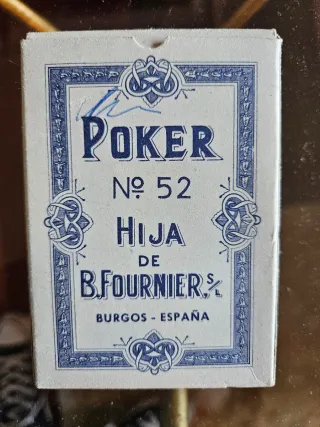 POKER
Nº 52
HIJA
DE
B.FOURNIER, S/L
BURGOS - ESPAÑA